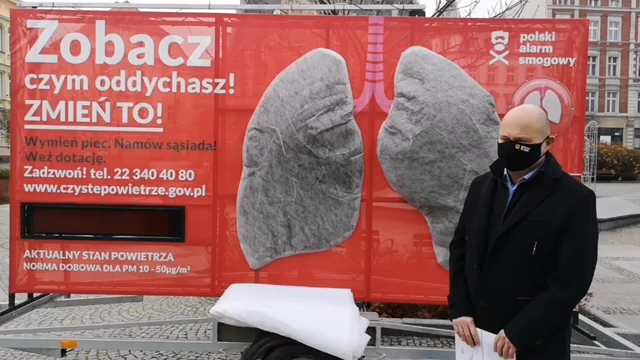 Zobacz
czym oddychasz!
ZMIEŃ TO!
Wymień piec. Namów sąsiada!
Weź dotację.
Zadzwoń! tel. 22 340 40 80
www.czystepowietrze.gov.pl
AKTUALNY STAN POWIETRZA
NORMA DOBOWA DLA PM 10 - 50µg/m³
polski
alarm
smogowy